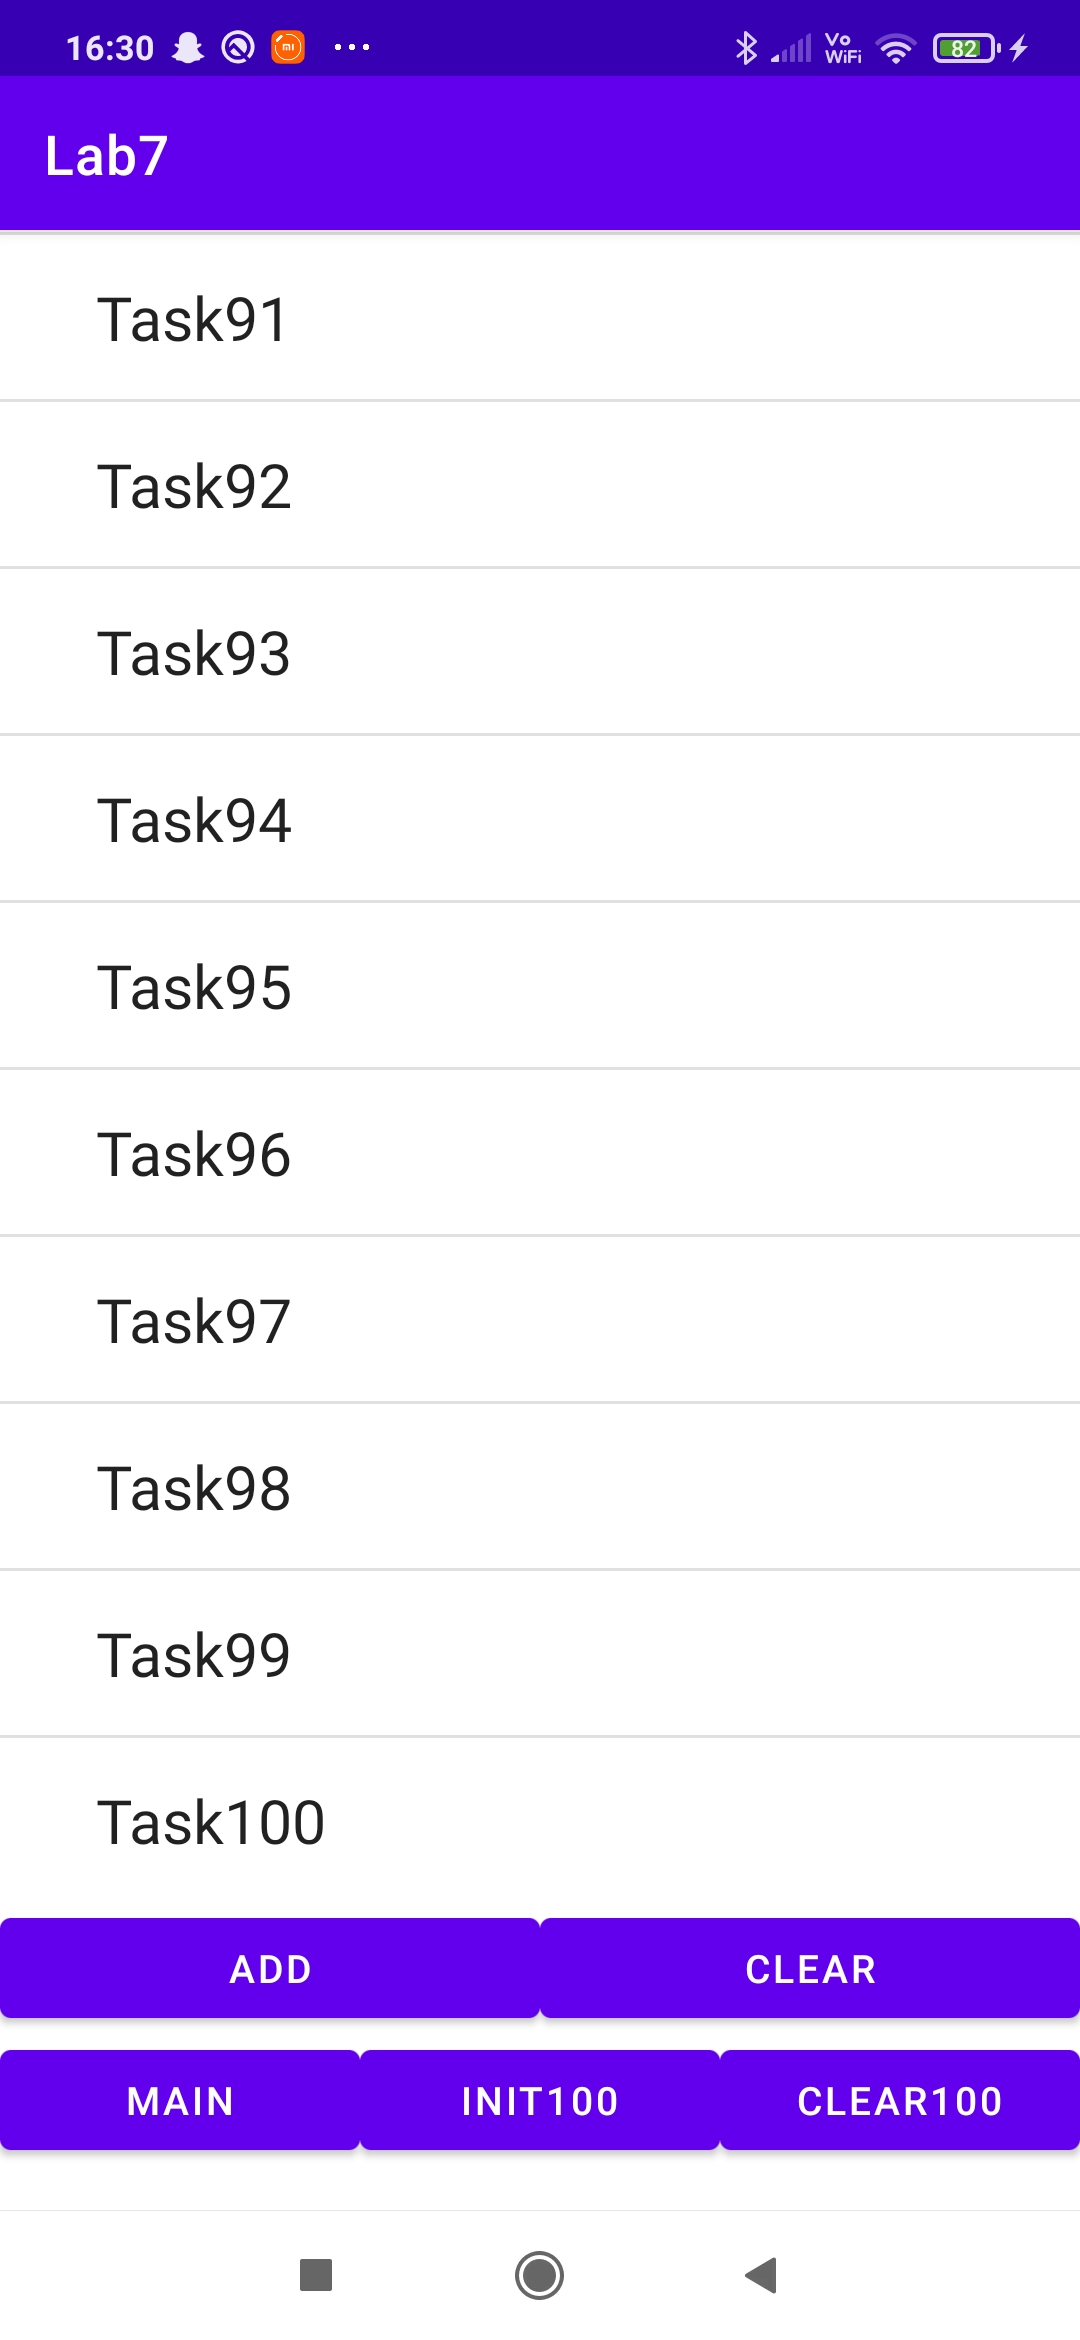 16:30 Vo WiFi 82
Lab7
Task91
Task92
Task93
Task94
Task95
Task96
Task97
Task98
Task99
Task100
ADD CLEAR
MAIN INIT100 CLEAR100